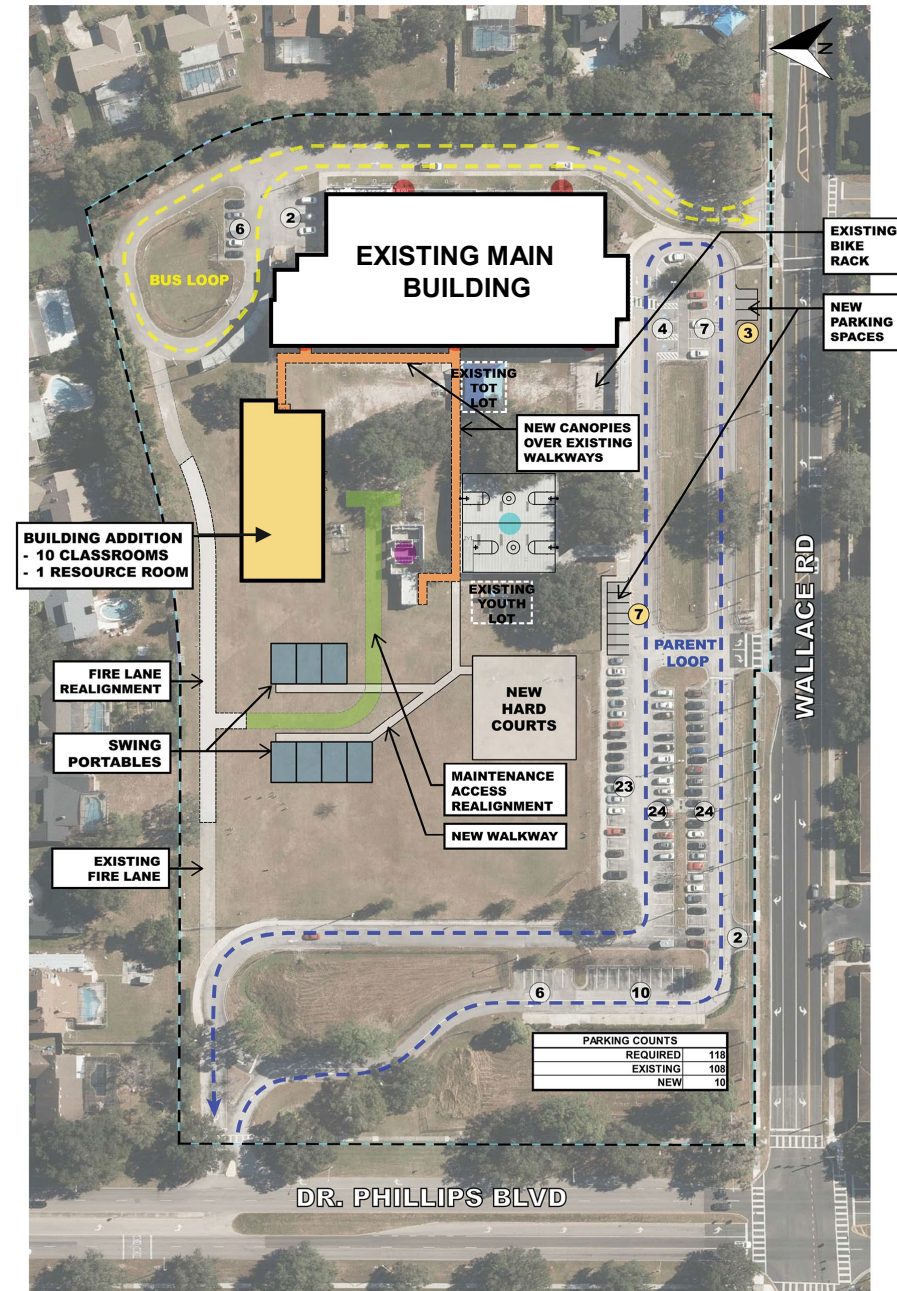 N
EXISTING MAIN
BUILDING
6
2
BUS LOOP
EXISTING
BIKE
RACK
NEW
PARKING
SPACES
4
7
3
EXISTING
TOT
LOT
NEW CANOPIES
OVER EXISTING
WALKWAYS
BUILDING ADDITION
- 10 CLASSROOMS
- 1 RESOURCE ROOM
EXISTING
YOUTH
LOT
7
PARENT
LOOP
WALLACE RD
FIRE LANE
REALIGNMENT
NEW
HARD
COURTS
SWING
PORTABLES
MAINTENANCE
ACCESS
REALIGNMENT
23
24
24
NEW WALKWAY
EXISTING
FIRE LANE
2
6
10
PARKING COUNTS
REQUIRED 118
EXISTING 108
NEW 10
DR. PHILLIPS BLVD